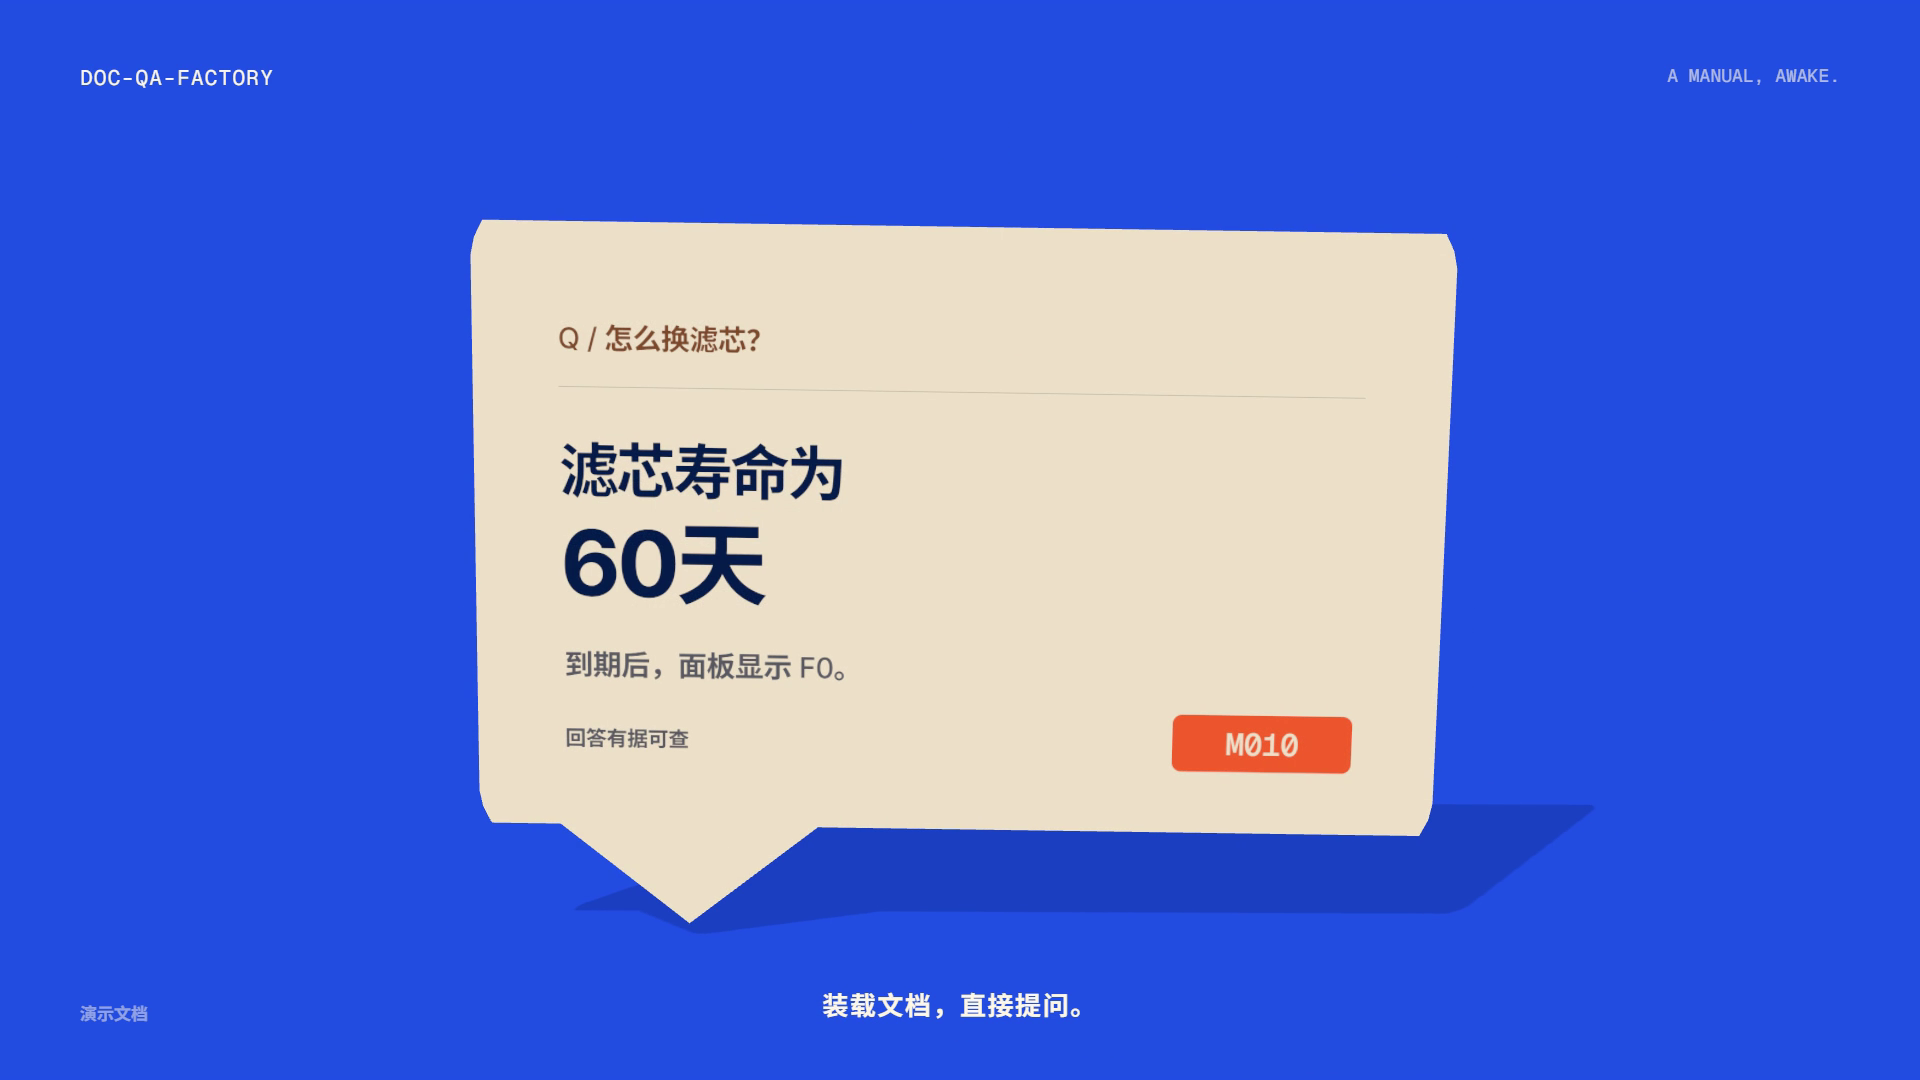 DOC-QA-FACTORY
A MANUAL, AWAKE.
Q / 怎么换滤芯?
滤芯寿命为
60天
到期后，面板显示 F0。
回答有据可查
M010
装载文档，直接提问。
演示文档